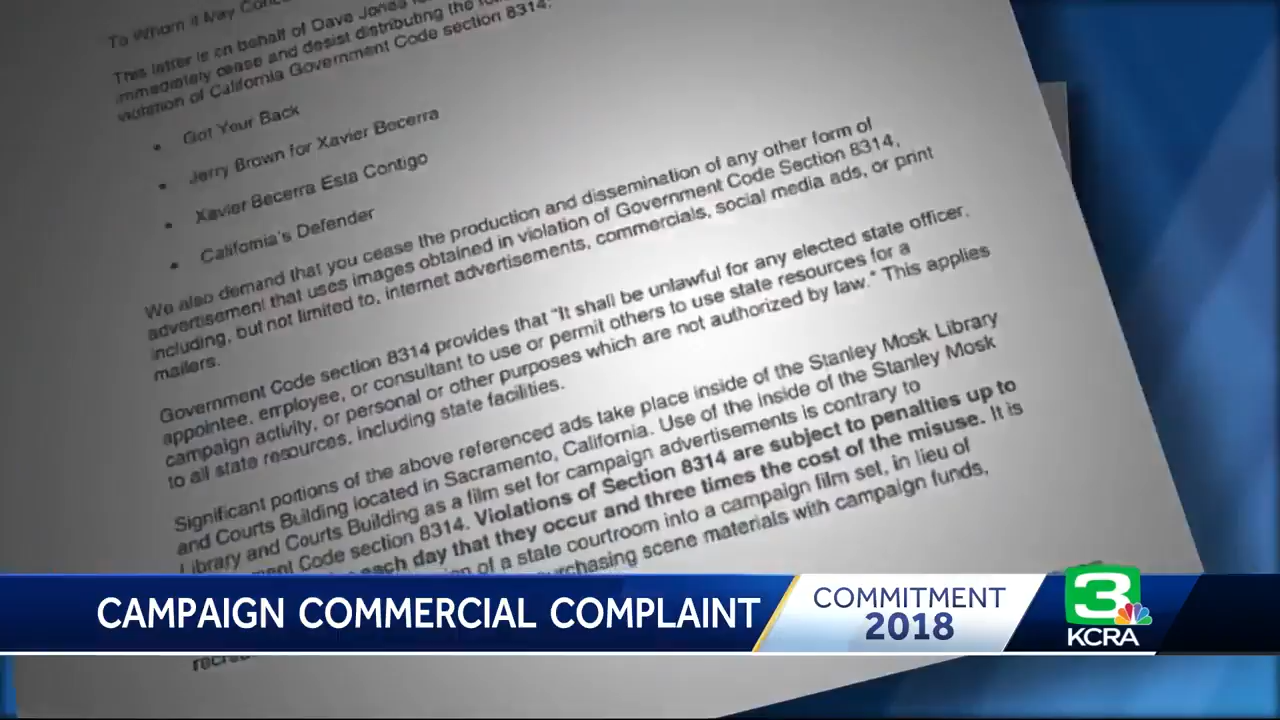 To Whom It May
This letter is on behalf of Dave Jones
immediately cease and desist distributing the
violation of California Government Code section 8314:
• Got Your Back
• Jerry Brown for Xavier Becerra
• Xavier Becerra Esta Contigo
• California's Defender
We also demand that you cease the production and dissemination of any other form of
advertisement that uses images obtained in violation of Government Code Section 8314,
including, but not limited to, internet advertisements, commercials, social media ads, or print
mailers.
Government Code section 8314 provides that "It shall be unlawful for any elected state officer,
appointee, employee, or consultant to use or permit others to use state resources for a
campaign activity, or personal or other purposes which are not authorized by law." This applies
to all state resources, including state facilities.
Significant portions of the above referenced ads take place inside of the Stanley Mosk Library
and Courts Building located in Sacramento, California. Use of the inside of the Stanley Mosk
Library and Courts Building as a film set for campaign advertisements is contrary to
Code section 8314. Violations of Section 8314 are subject to penalties up to
each day that they occur and three times the cost of the misuse. It is
of a state courtroom into a campaign film set, in lieu of
purchasing scene materials with campaign funds,
CAMPAIGN COMMERCIAL COMPLAINT
COMMITMENT
2018
3
KCRA